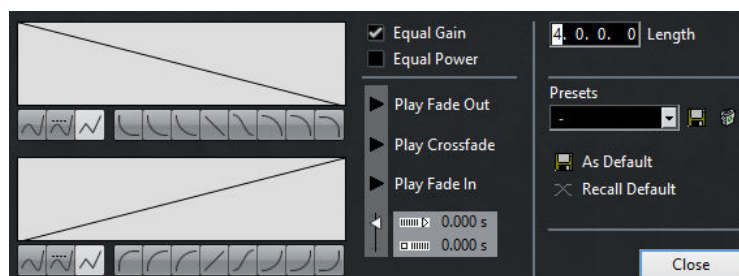 Equal Gain
Equal Power
Play Fade Out
Play Crossfade
Play Fade In
0.000 s
0.000 s
4. 0. 0. 0 Length
Presets
-
As Default
Recall Default
Close